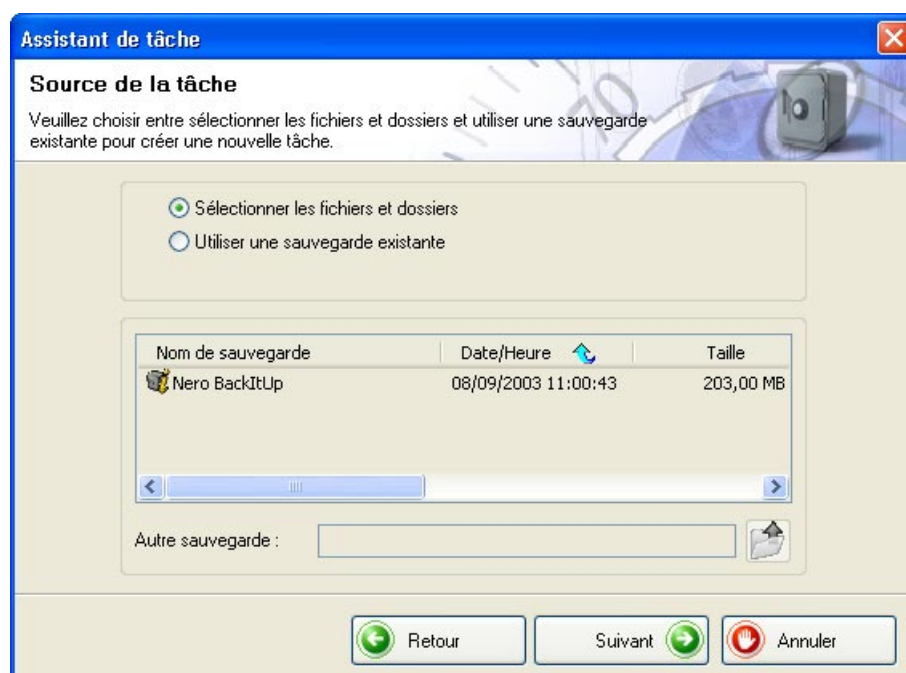 Assistant de tâche
Source de la tâche
Veuillez choisir entre sélectionner les fichiers et dossiers et utiliser une sauvegarde
existante pour créer une nouvelle tâche.
70
Sélectionner les fichiers et dossiers
Utiliser une sauvegarde existante
Nom de sauvegarde Date/Heure Taille
Nero BackItUp 08/09/2003 11:00:43 203,00 MB
Autre sauvegarde :
Retour Suivant Annuler